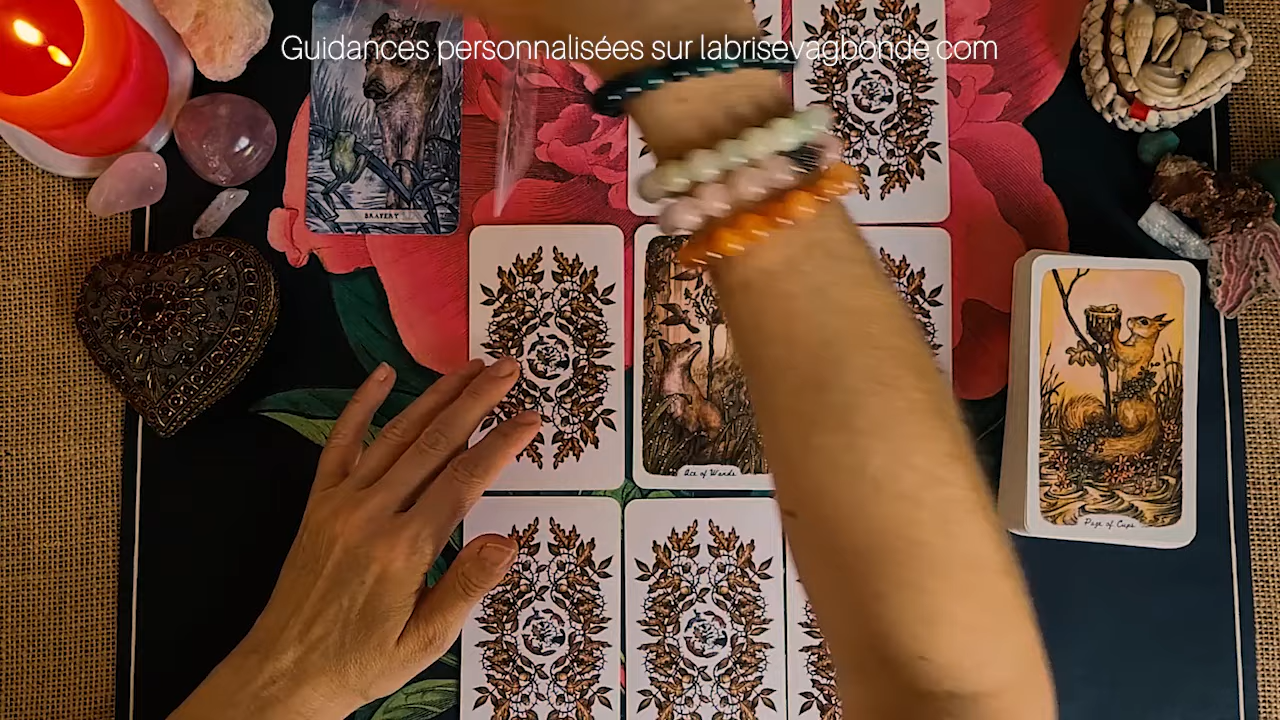 Guidances personnalisées sur labrisevagbonde.com
BRAVERY
Ace of Wands
Page of Cups